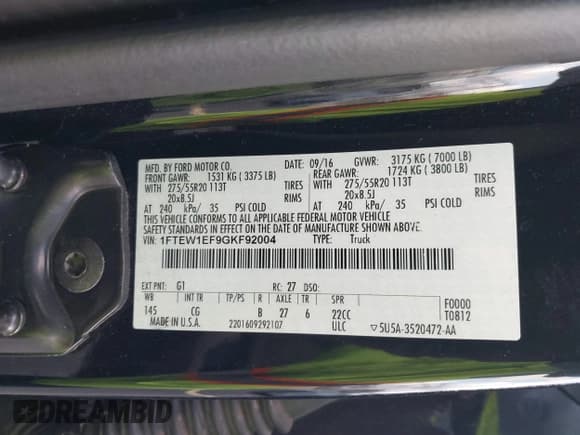 MFD. BY FORD MOTOR CO. 09/16 GVWR: 3175 KG ( 7000 LB)
FRONT GAWR: 1531 KG ( 3375 LB) REAR GAWR: 1724 KG ( 3800 LB)
WITH 275/55R20 113T TIRES WITH 275/55R20 113T TIRES
20x8.5J RIMS 20x8.5J RIMS
AT 240 kPa/ 35 PSI COLD AT 240 kPa/ 35 PSI COLD
THIS VEHICLE CONFORMS TO ALL APPLICABLE FEDERAL MOTOR VEHICLE
SAFETY STANDARDS IN EFFECT ON THE DATE OF MANUFACTURE SHOWN ABOVE.
VIN: 1FTEW1EF9GKF92004 TYPE: Truck
EXT PNT: G1 RC: 27 DSO:
WB INT TR TP/PS R AXLE TR SPR F0000
145 CG B 27 6 22CC T0812
MADE IN U.S.A. 2201609292107 ULC 5U5A-3520472-AA
DREAMBID